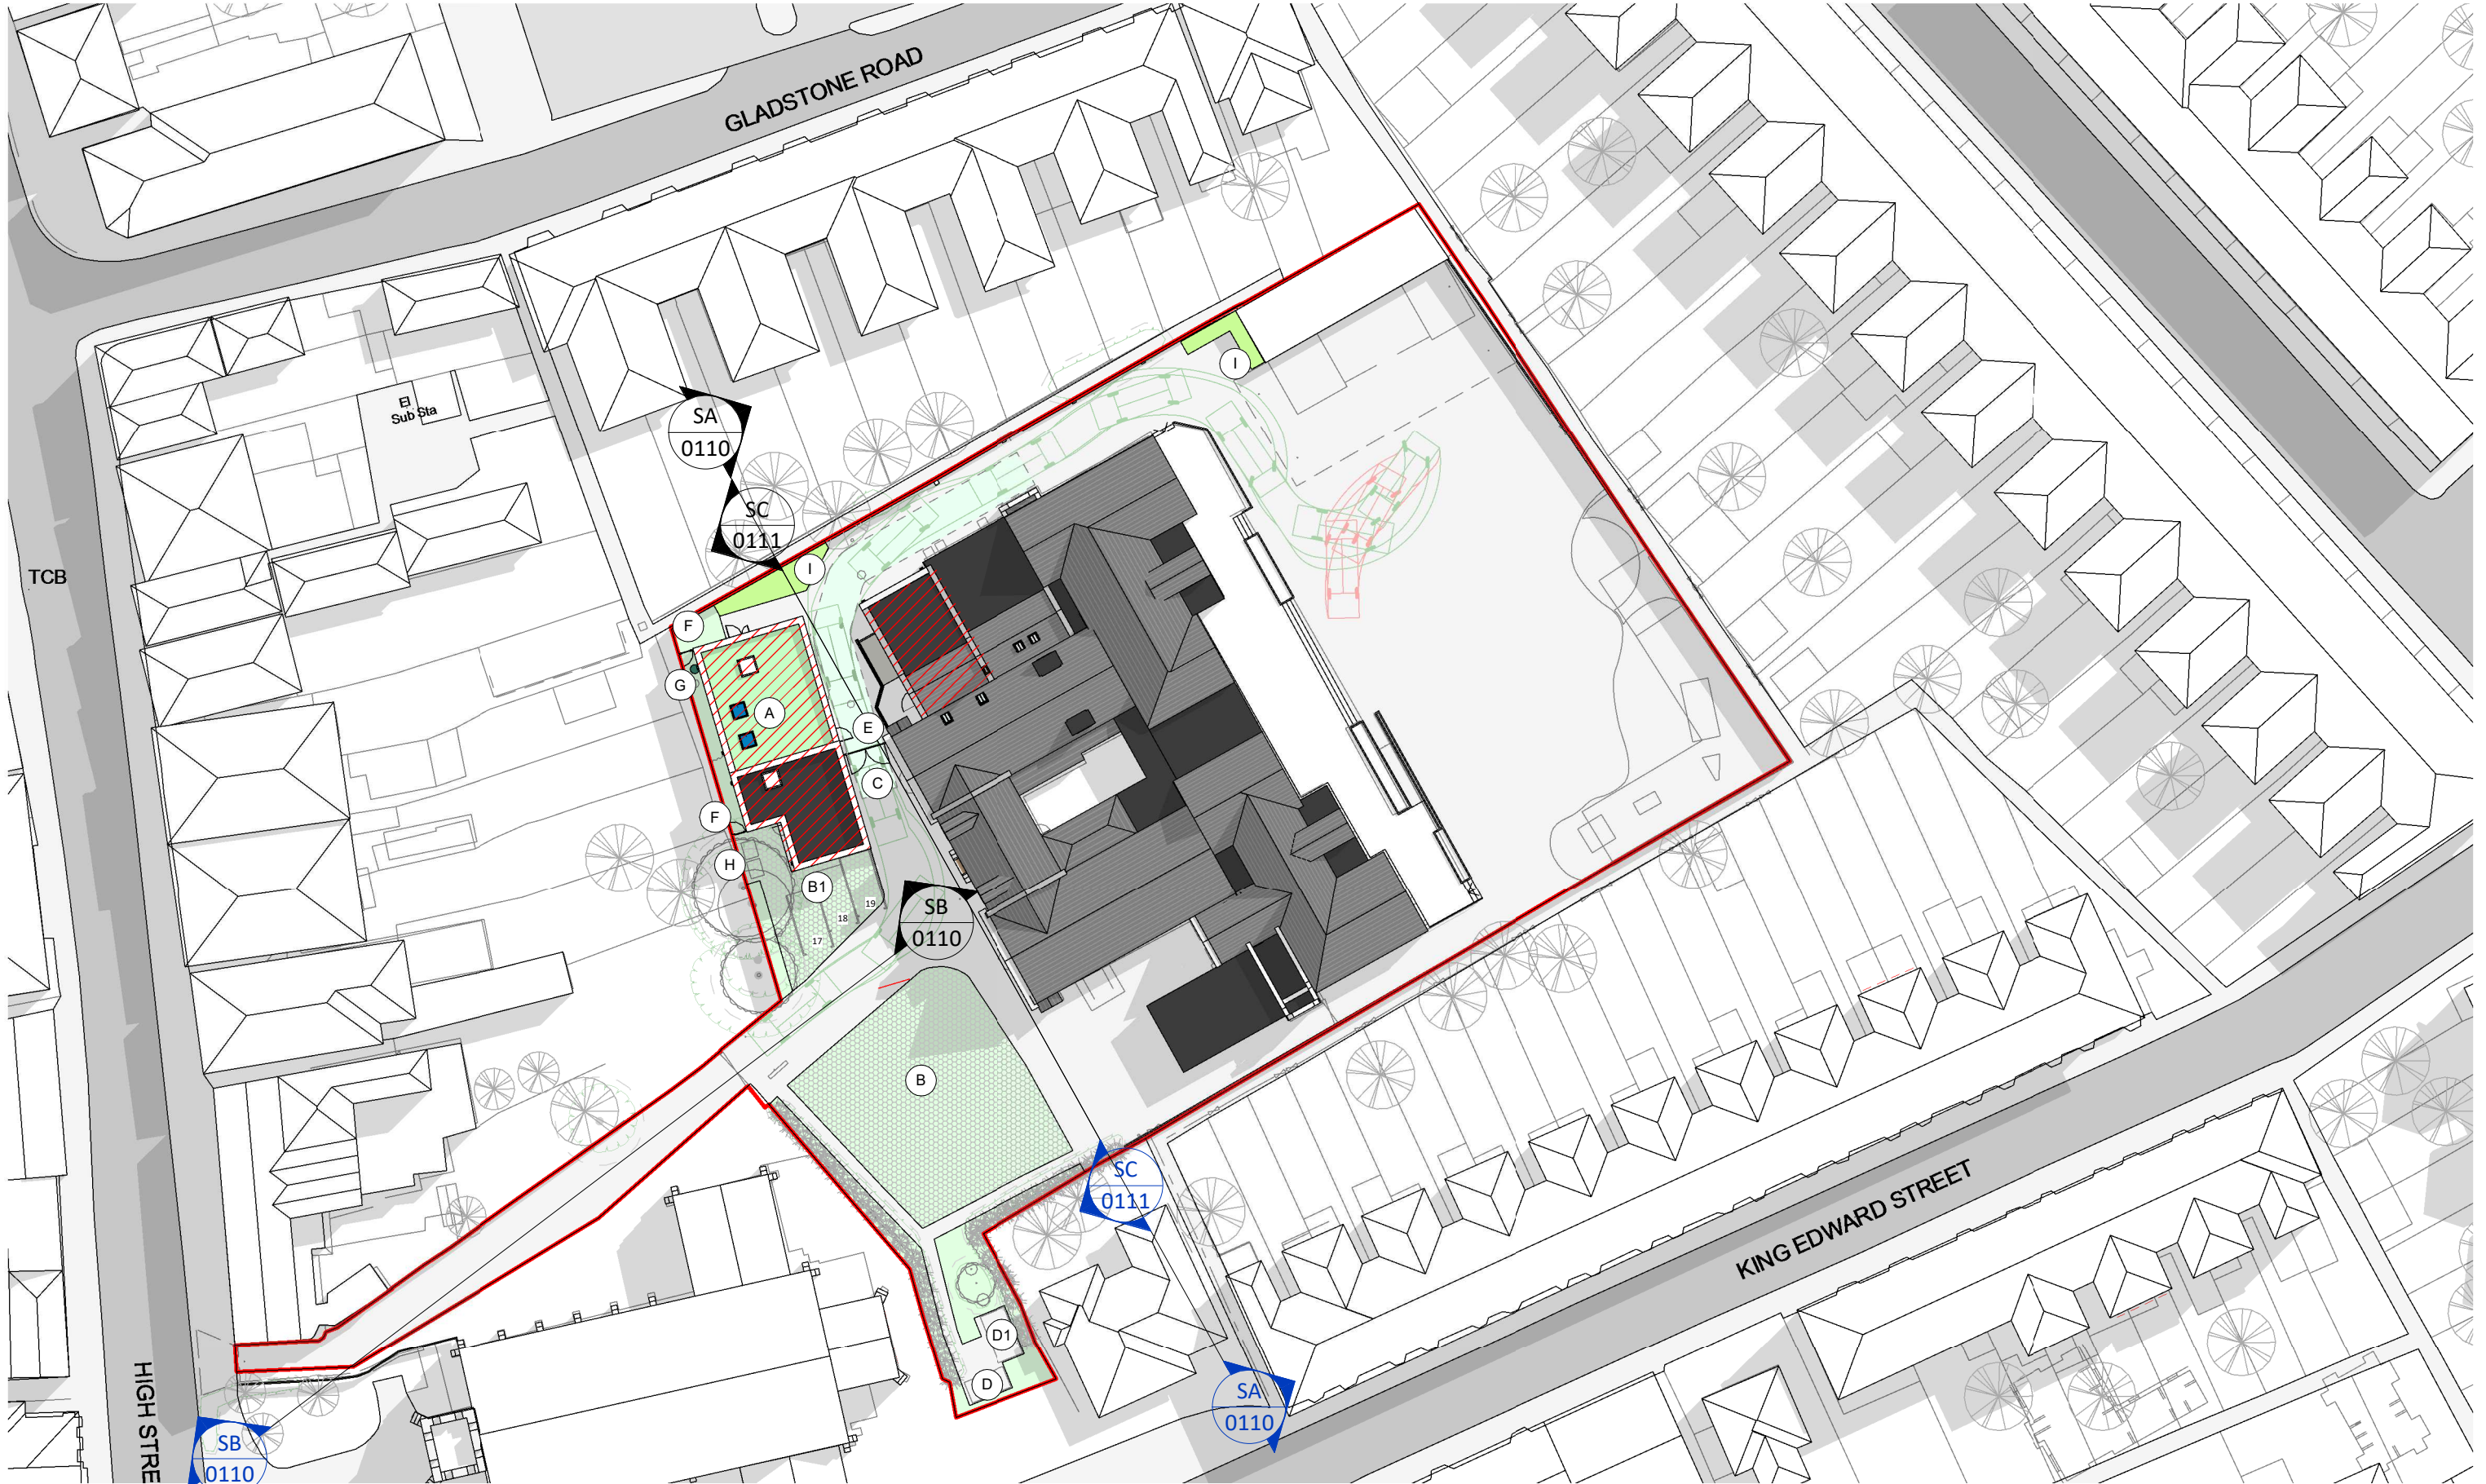 GLADSTONE ROAD
El
Sub Sta
SA
0110
I
SC
0111
TCB
I
F
G
A
E
C
F
H
B1
19
18
17
SB
0110
B
SC
0111
KING EDWARD STREET
D1
D
SA
0110
HIGH STRE
SB
0110